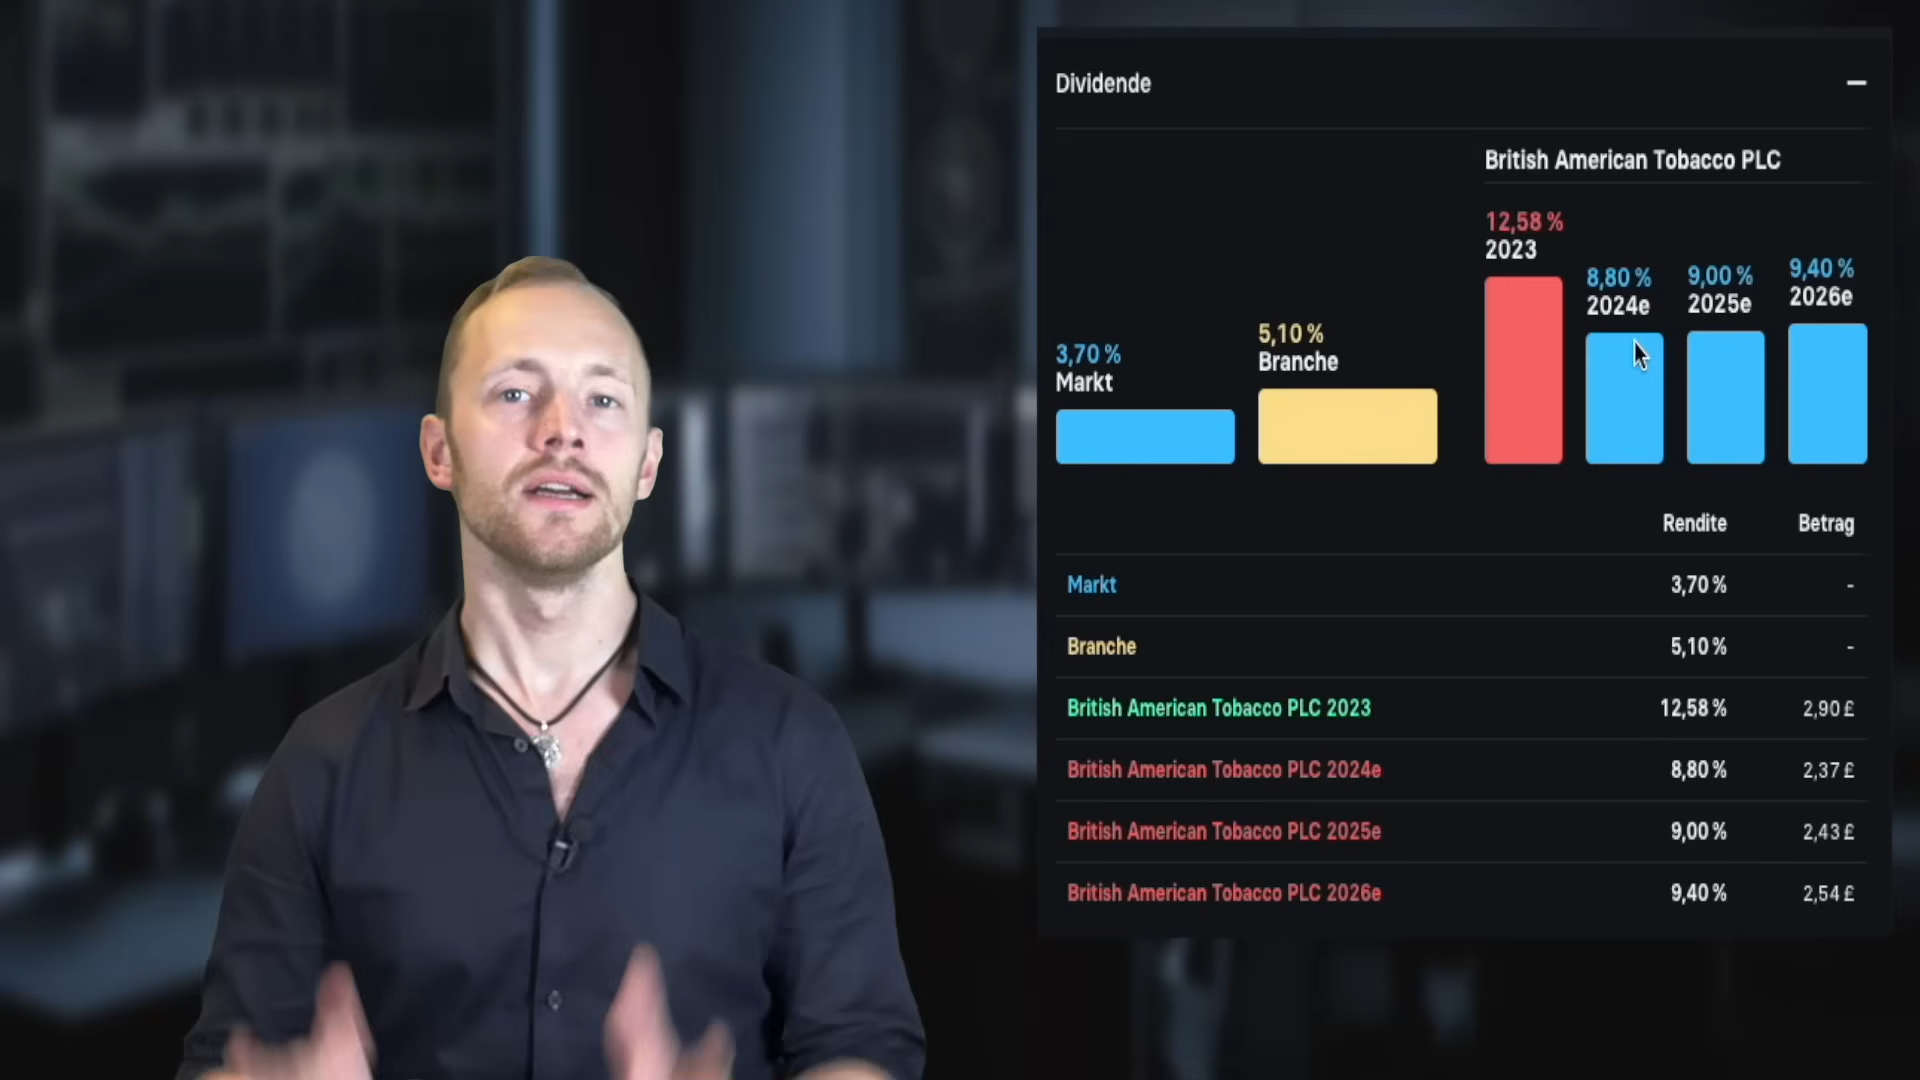 Dividende
British American Tobacco PLC
12,58 %
2023
8,80 %
2024e
9,00 %
2025e
9,40 %
2026e
5,10 %
Branche
3,70 %
Markt
Rendite Betrag
Markt 3,70 % -
Branche 5,10 % -
British American Tobacco PLC 2023 12,58 % 2,90 £
British American Tobacco PLC 2024e 8,80 % 2,37 £
British American Tobacco PLC 2025e 9,00 % 2,43 £
British American Tobacco PLC 2026e 9,40 % 2,54 £